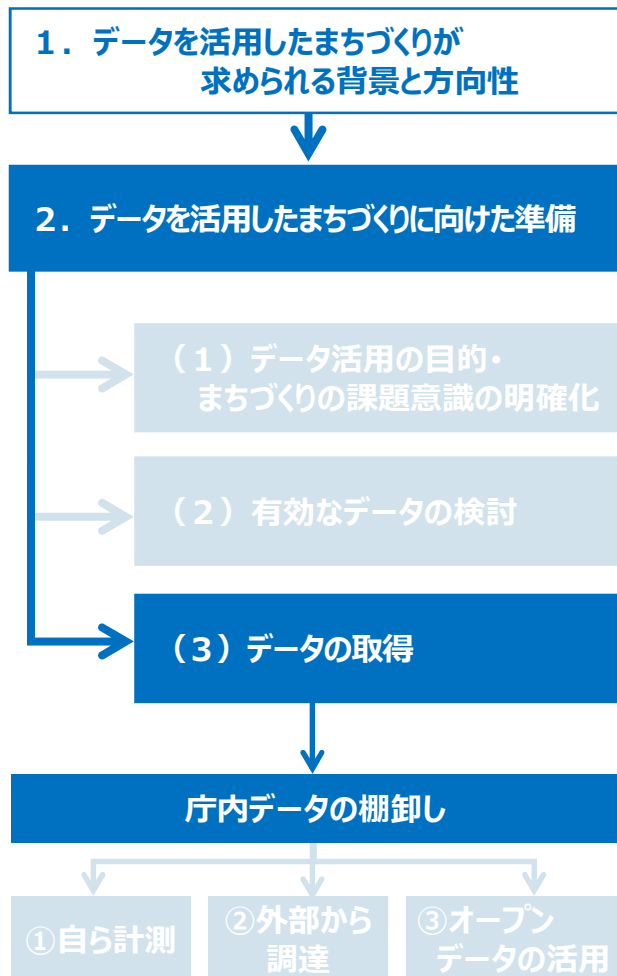 １．データを活用したまちづくりが
求められる背景と方向性
２．データを活用したまちづくりに向けた準備
（１）データ活用の目的・
まちづくりの課題意識の明確化
（２）有効なデータの検討
（３）データの取得
庁内データの棚卸し
①自ら計測
②外部から
調達
③オープン
データの活用